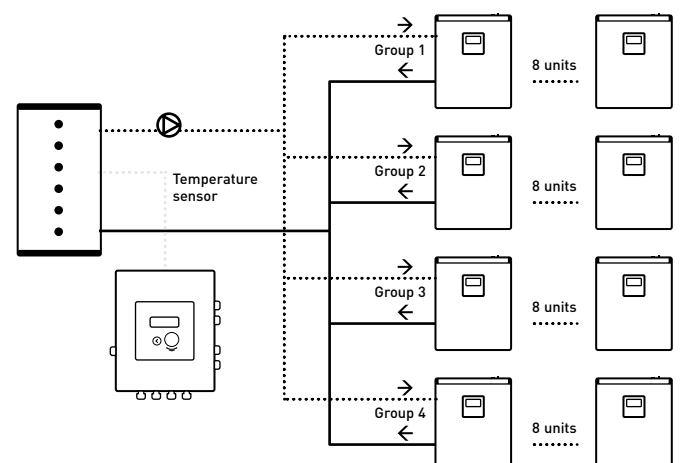 Group 1
8 units
Group 2
8 units
Temperature
sensor
Group 3
8 units
Group 4
8 units